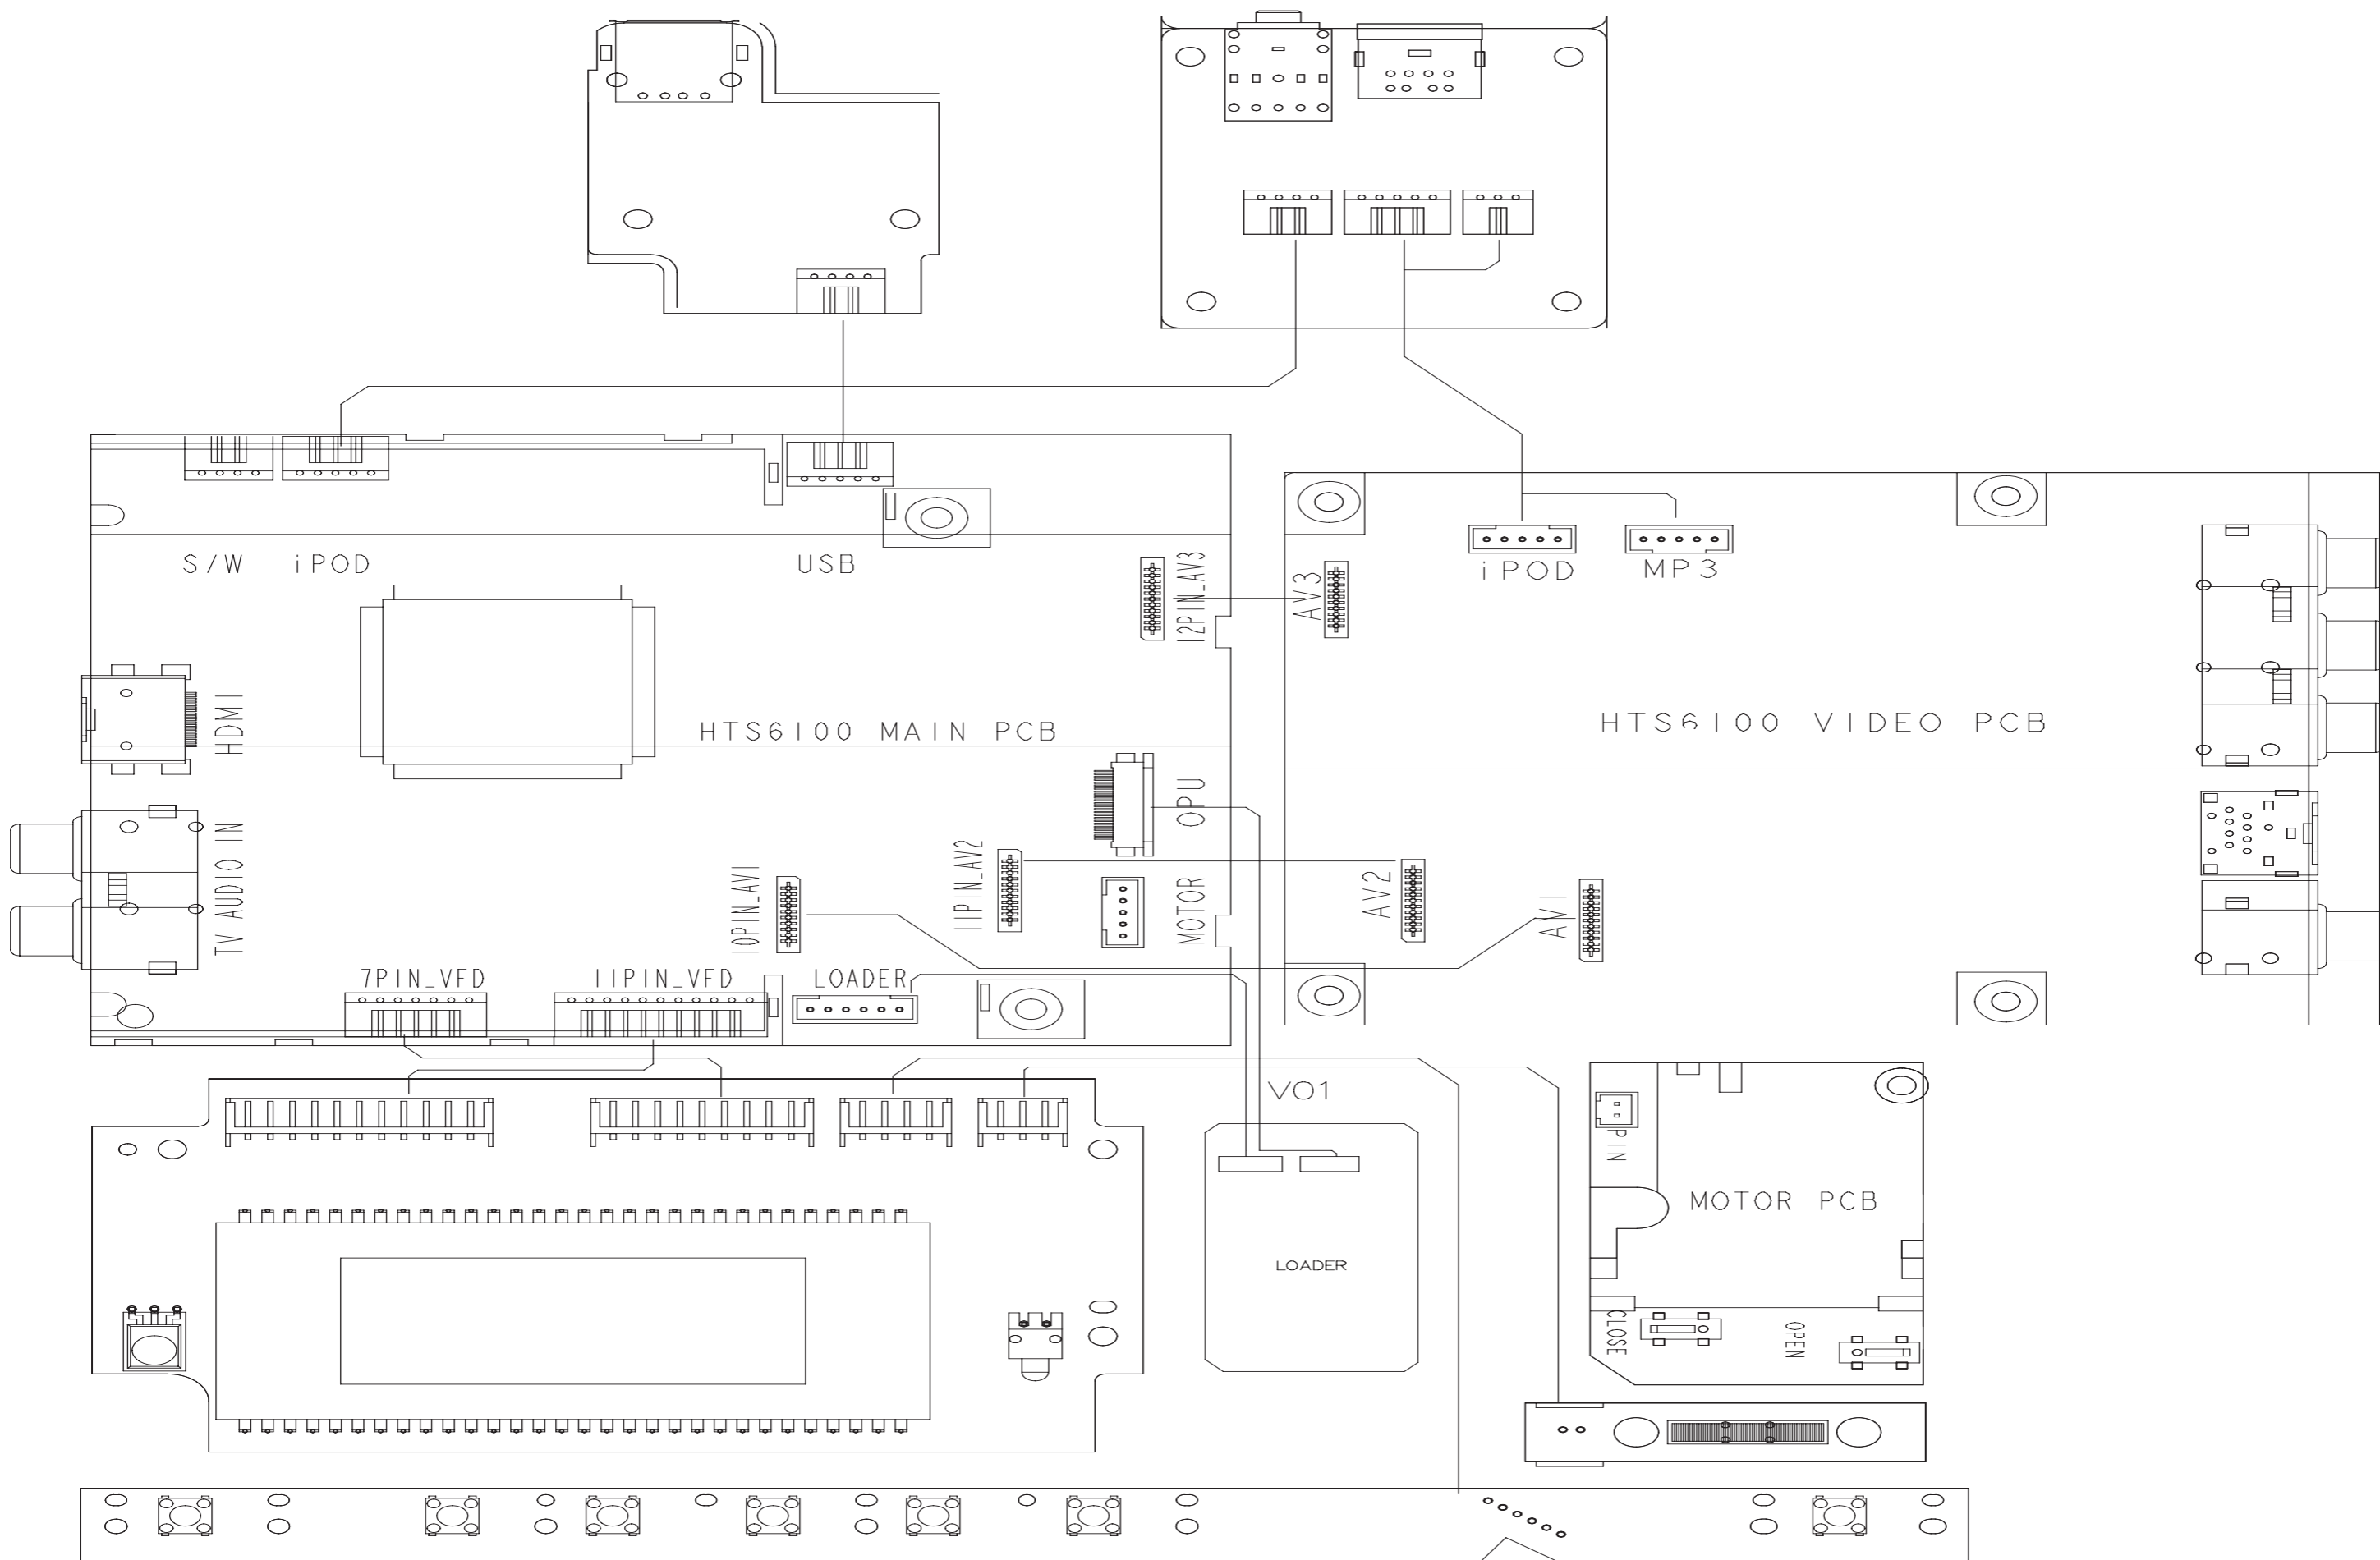 S/W iPOD
USB
12PIN_AV3
AV3
iPOD
MP3
HDMI
HTS6100 MAIN PCB
HTS6100 VIDEO PCB
OPU
TV AUDIO IN
10PIN_AV1
11PIN_AV2
MOTOR
AV2
AV1
7PIN_VFD
11PIN_VFD
LOADER
VO1
PIN
MOTOR PCB
LOADER
CLOSE
OPEN